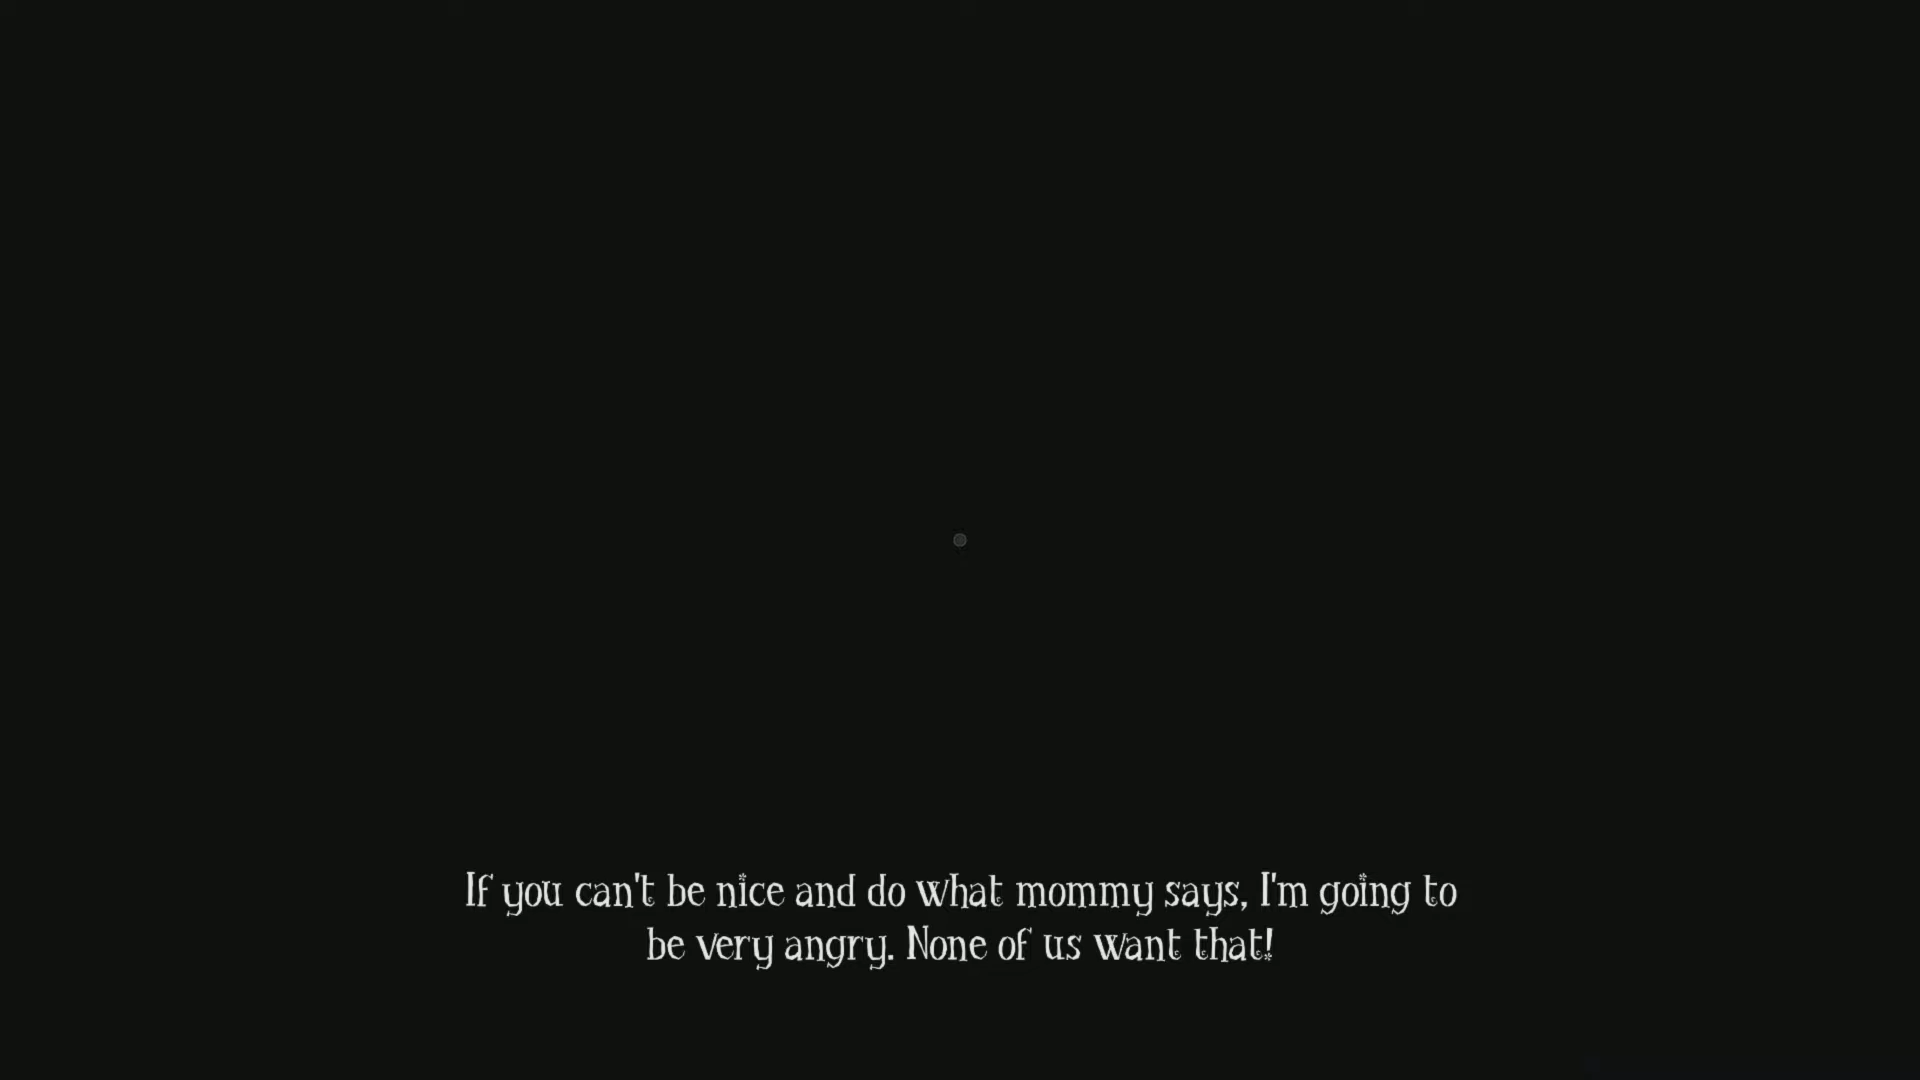 If you can't be nice and do what mommy says, I'm going to
be very angry. None of us want that!